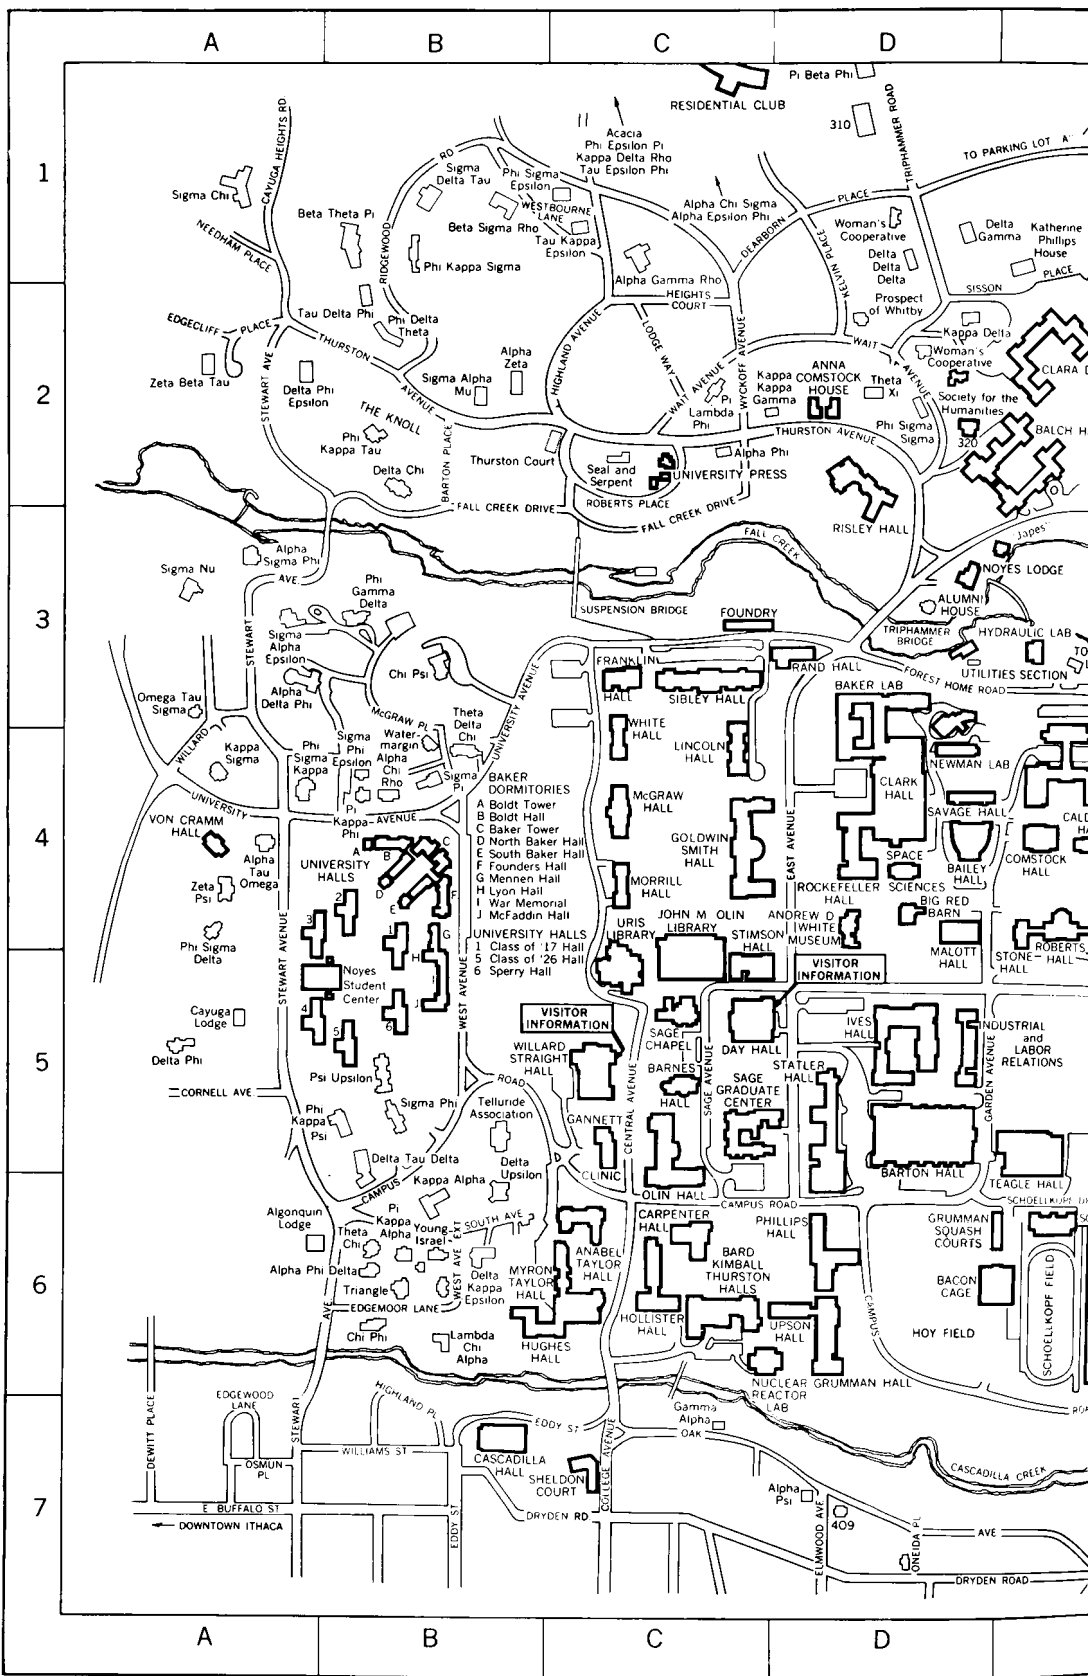 A
B
C
D
1
2
3
4
5
6
7
Pi Beta Phi
RESIDENTIAL CLUB
310
TRIPHAMMER ROAD
TO PARKING LOT "A"
Acacia
Phi Epsilon Pi
Kappa Delta Rho
Tau Epsilon Phi
CAYUGA HEIGHTS RD.
Sigma Chi
RD
Sigma
Delta Tau
Phi Sigma
Epsilon
WESTBOURNE
LANE
Alpha Chi Sigma
Alpha Epsilon Phi
PLACE
DEARBORN
Woman's
Cooperative
Delta
Gamma
Katherine
Phillips
House
Beta Theta Pi
NEEDHAM PLACE
RIDGEWOOD
Beta Sigma Rho
Tau Kappa
Epsilon
Phi Kappa Sigma
Alpha Gamma Rho
KELVIN PLACE
Delta
Delta
Delta
PLACE
SISSON
HEIGHTS
COURT
Prospect
of Whitby
Tau Delta Phi
Phi Delta
Theta
EDGECLIFF
PLACE
THURSTON
HIGHLAND AVENUE
LODGE WAY
WYCKOFF AVENUE
Kappa Delta
WAIT
Woman's
Cooperative
CLARA D
Zeta Beta Tau
STEWART AVE
Delta Phi
Epsilon
Alpha
Zeta
Sigma Alpha
Mu
AVENUE
WAIT AVENUE
Pi
Lambda
Phi
Kappa
Kappa
Gamma
ANNA
COMSTOCK
HOUSE
Theta
Xi
AVENUE
Society for the
Humanities
THE KNOLL
Phi
Kappa Tau
BARTON PLACE
THURSTON AVENUE
Phi Sigma
Sigma
320
BALCH H
Delta Chi
Thurston Court
Seal and
Serpent
UNIVERSITY PRESS
Alpha Phi
ROBERTS PLACE
FALL CREEK DRIVE
FALL CREEK DRIVE
RISLEY HALL
FALL CREEK
"Japes"
NOYES LODGE
Alpha
Sigma Phi
Sigma Nu
AVE.
Phi
Gamma
Delta
SUSPENSION BRIDGE
FOUNDRY
ALUMNI
HOUSE
TRIPHAMMER
BRIDGE
HYDRAULIC LAB
STEWART
Sigma
Alpha
Epsilon
Chi Psi
FRANKLIN
HALL
SIBLEY HALL
RAND HALL
TO
UTILITIES SECTION
FOREST HOME ROAD
Omega Tau
Sigma
Alpha
Delta Phi
McGRAW PL
UNIVERSITY AVENUE
BAKER LAB
WILLARD
Kappa
Sigma
Phi
Sigma
Kappa
Sigma
Phi
Epsilon
Water-
margin
Alpha
Chi
Rho
Theta
Delta
Chi
Sigma
Pi
WHITE
HALL
LINCOLN
HALL
NEWMAN LAB
BAKER
DORMITORIES
A Boldt Tower
B Boldt Hall
C Baker Tower
D North Baker Hall
E South Baker Hall
F Founders Hall
G Mennen Hall
H Lyon Hall
I War Memorial
J McFaddin Hall
CLARK
HALL
UNIVERSITY
AVENUE
Pi
Kappa
Phi
McGRAW
HALL
GOLDWIN
SMITH
HALL
EAST AVENUE
SAVAGE HALL
VON CRAMM
HALL
Alpha
Tau
Omega
UNIVERSITY
HALLS
A
B
C
D
E
F
G
H
J
SPACE
SCIENCES
BAILEY
HALL
COMSTOCK
HALL
Zeta
Psi
MORRILL
HALL
ROCKEFELLER
HALL
BIG RED
BARN
Phi Sigma
Delta
STEWART AVENUE
2
3
1
UNIVERSITY HALLS
1 Class of '17 Hall
5 Class of '26 Hall
6 Sperry Hall
URIS
LIBRARY
JOHN M OLIN
LIBRARY
STIMSON
HALL
ANDREW D
WHITE
MUSEUM
MALOTT
HALL
STONE
HALL
ROBERTS
HALL
Noyes
Student
Center
WEST AVENUE
VISITOR
INFORMATION
Cayuga
Lodge
4
5
6
VISITOR
INFORMATION
SAGE
CHAPEL
DAY HALL
IVES
HALL
INDUSTRIAL
and
LABOR
RELATIONS
Delta Phi
WILLARD
STRAIGHT
HALL
CENTRAL AVENUE
BARNES
HALL
SAGE AVENUE
SAGE
GRADUATE
CENTER
STATLER
HALL
GARDEN AVENUE
CORNELL AVE
Psi Upsilon
ROAD
Phi
Kappa
Psi
Sigma Phi
Telluride
Association
GANNETT
CLINIC
BARTON HALL
TEAGLE HALL
Delta Tau Delta
CAMPUS
Kappa Alpha
Delta
Upsilon
OLIN HALL
CAMPUS ROAD
Algonquin
Lodge
Pi
Kappa
Alpha
Young
Israel
Theta
Chi
WEST AVE EXT
SOUTH AVE
CARPENTER
HALL
PHILLIPS
HALL
GRUMMAN
SQUASH
COURTS
Alpha Phi Delta
Triangle
Delta
Kappa
Epsilon
MYRON
TAYLOR
HALL
ANABEL
TAYLOR
HALL
BARD
KIMBALL
THURSTON
HALLS
BACON
CAGE
SCHOELLKOPF FIELD
EDGEMOOR LANE
AVE
Chi Phi
Lambda
Chi
Alpha
HUGHES
HALL
HOLLISTER
HALL
UPSON
HALL
CAMPUS
HOY FIELD
NUCLEAR
REACTOR
LAB
GRUMMAN HALL
DEWITT PLACE
EDGEWOOD
LANE
STEWART
HIGHLAND PL
EDDY ST
Gamma
Alpha
OAK
WILLIAMS ST
OSMUN
PL
CASCADILLA
HALL
SHELDON
COURT
COLLEGE AVENUE
CASCADILLA CREEK
Alpha
Psi
409
E BUFFALO ST
DOWNTOWN ITHACA
EDDY ST
DRYDEN RD
ELMWOOD AVE
ONEIDA PL
AVE
DRYDEN ROAD
A
B
C
D